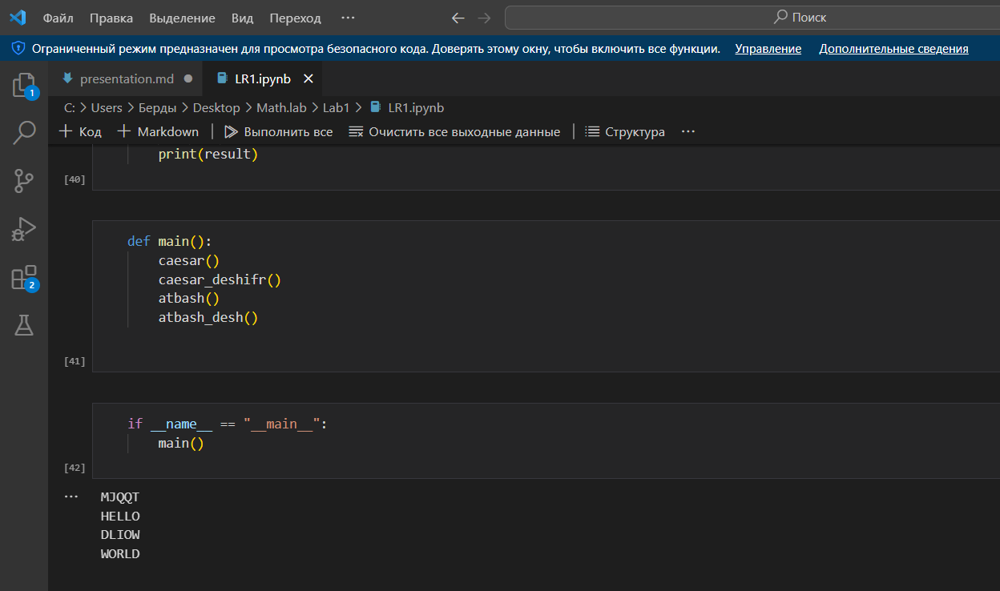 Файл Правка Выделение Вид Переход ··· Поиск
Ограниченный режим предназначен для просмотра безопасного кода. Доверять этому окну, чтобы включить все функции. Управление Дополнительные сведения
presentation.md LR1.ipynb
1
C: > Users > Берды > Desktop > Math.lab > Lab1 > LR1.ipynb
+ Код + Markdown | Выполнить все Очистить все выходные данные | Структура ···
print(result)
[40]
def main():
caesar()
caesar_deshifr()
2
atbash()
atbash_desh()
[41]
if __name__ == "__main__":
main()
[42]
··· MJQQT
HELLO
DLIOW
WORLD